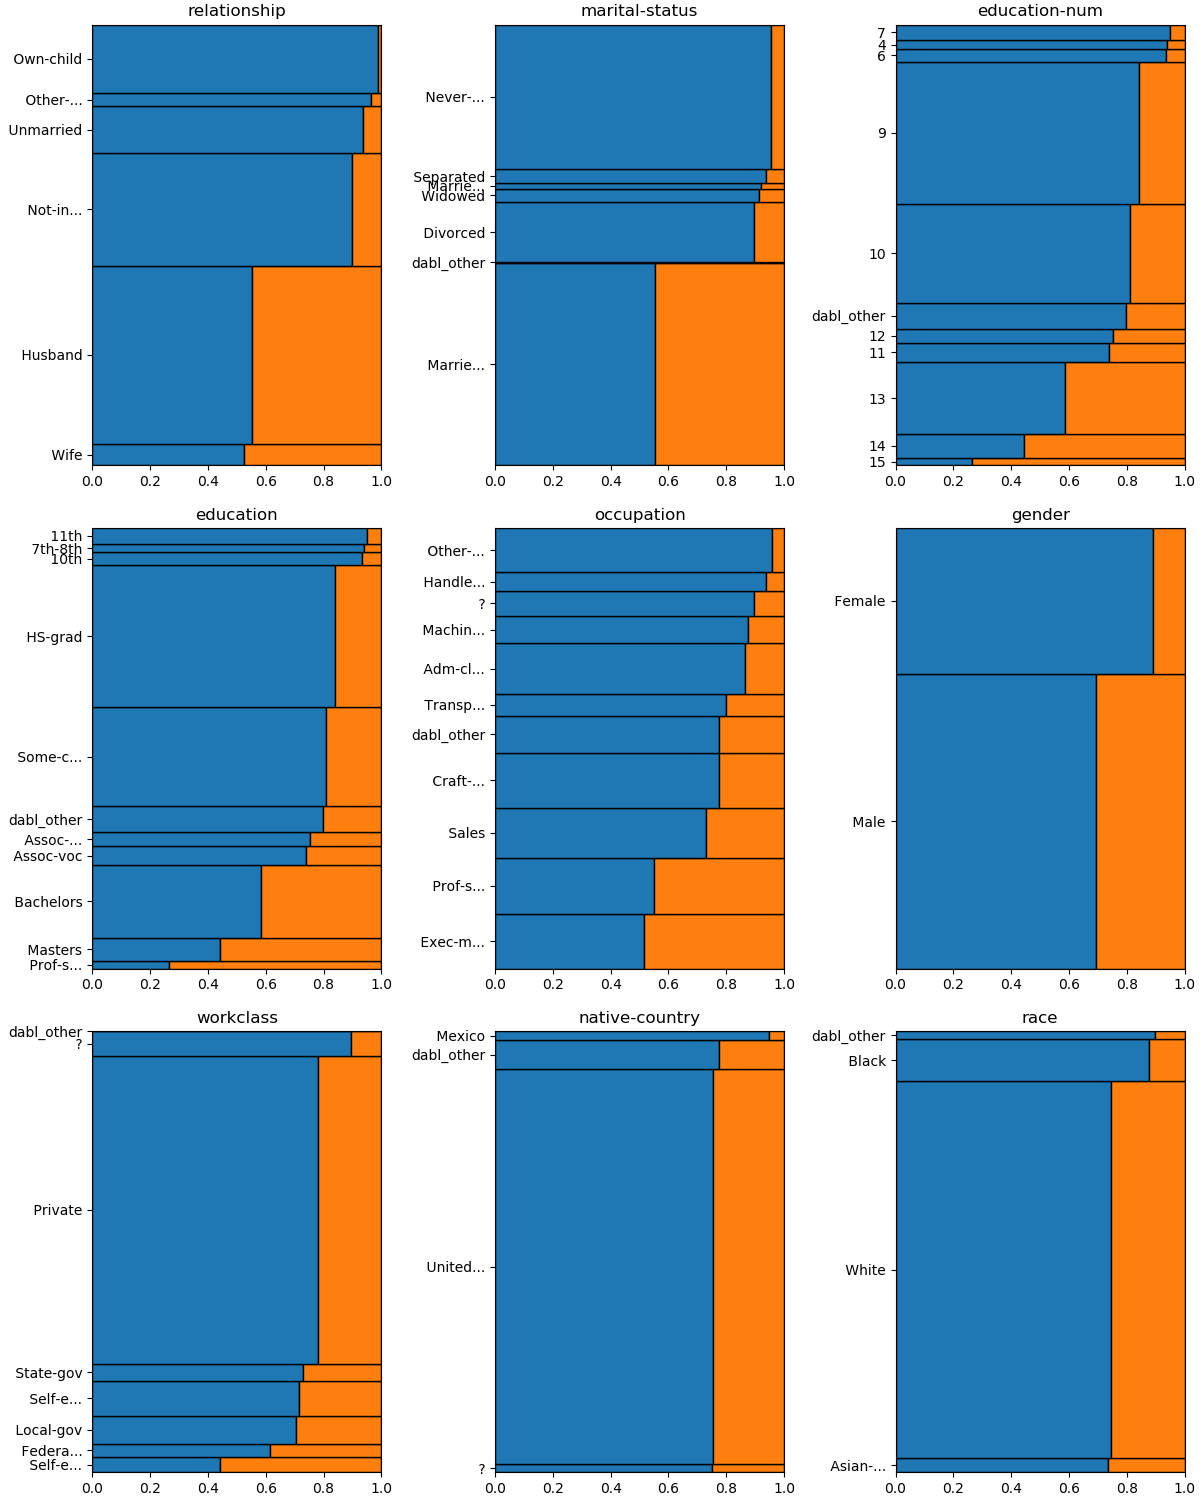 relationship
Own-child
Other-...
Unmarried
Not-in...
Husband
Wife
0.0 0.2 0.4 0.6 0.8 1.0
marital-status
Never-...
Separated
Marrie...
Widowed
Divorced
dabl_other
Marrie...
0.0 0.2 0.4 0.6 0.8 1.0
education-num
7
4
6
9
10
dabl_other
12
11
13
14
15
0.0 0.2 0.4 0.6 0.8 1.0
education
11th
7th-8th
10th
HS-grad
Some-c...
dabl_other
Assoc-...
Assoc-voc
Bachelors
Masters
Prof-s...
0.0 0.2 0.4 0.6 0.8 1.0
occupation
Other-...
Handle...
?
Machin...
Adm-cl...
Transp...
dabl_other
Craft-...
Sales
Prof-s...
Exec-m...
0.0 0.2 0.4 0.6 0.8 1.0
gender
Female
Male
0.0 0.2 0.4 0.6 0.8 1.0
workclass
dabl_other
?
Private
State-gov
Self-e...
Local-gov
Federa...
Self-e...
0.0 0.2 0.4 0.6 0.8 1.0
native-country
Mexico
dabl_other
United...
?
0.0 0.2 0.4 0.6 0.8 1.0
race
dabl_other
Black
White
Asian-...
0.0 0.2 0.4 0.6 0.8 1.0